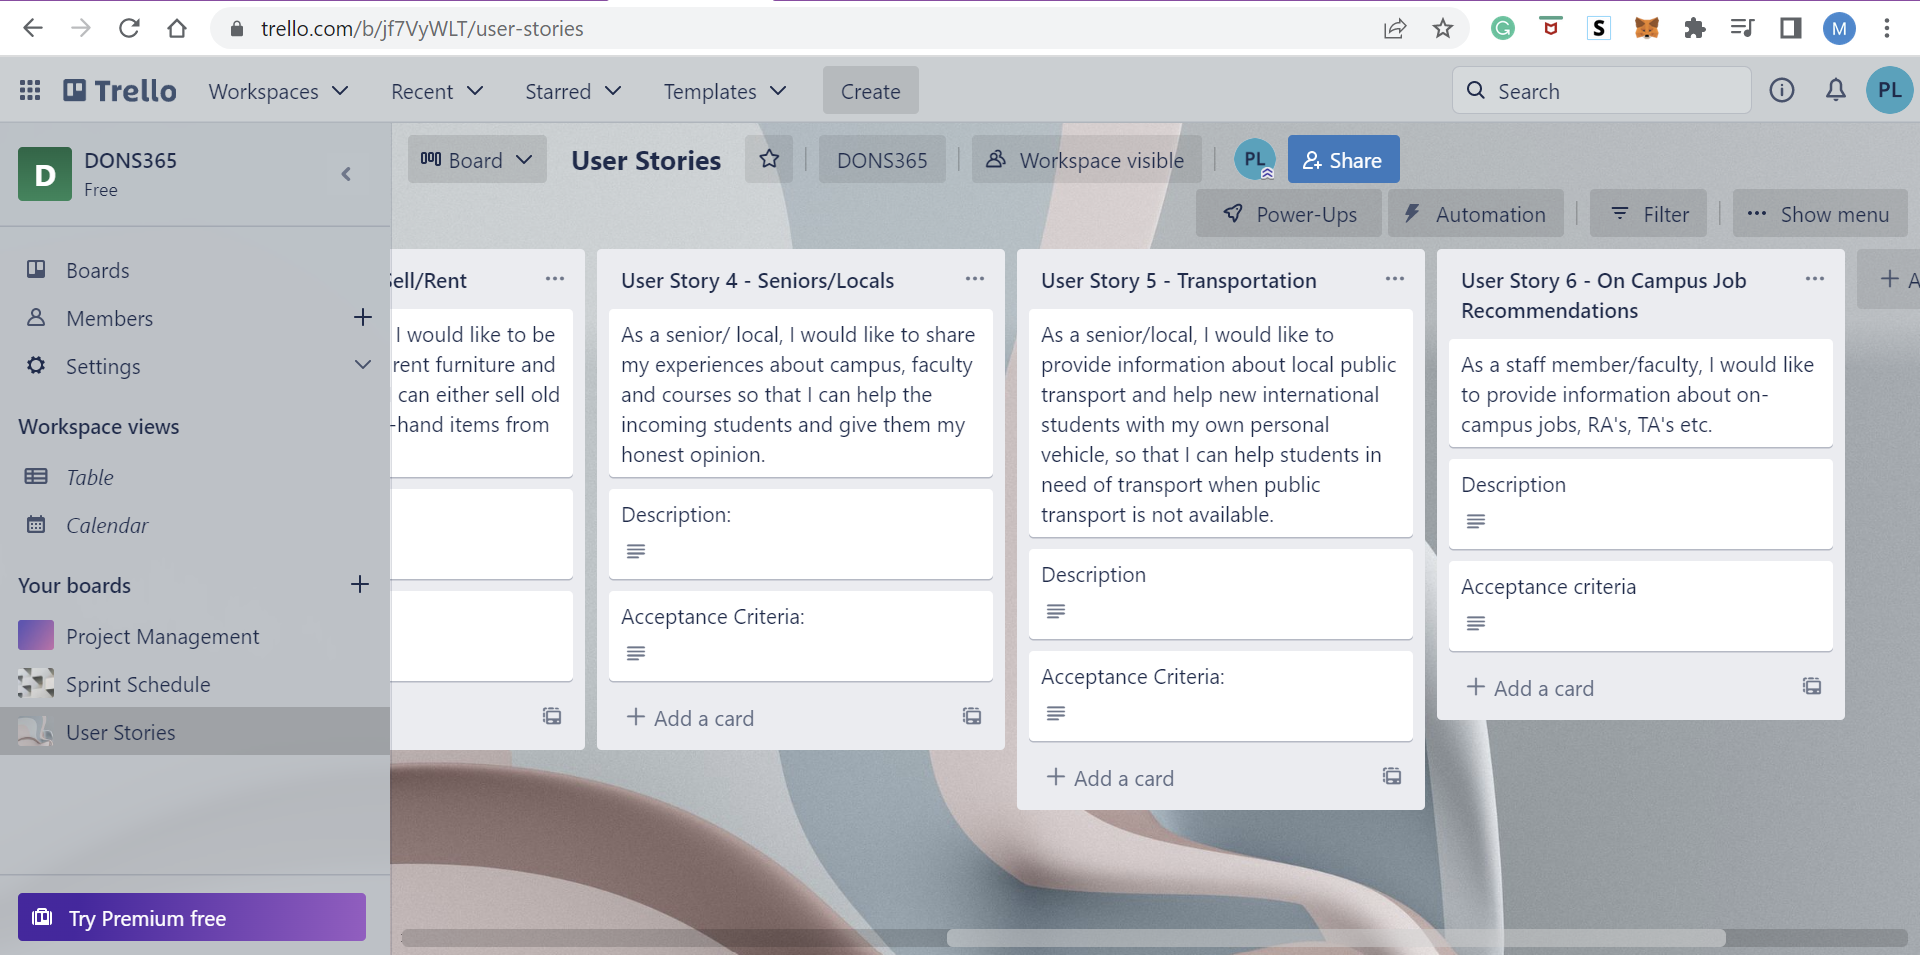 trello.com/b/jf7VyWLT/user-stories
G
S
M
Trello
Workspaces
Recent
Starred
Templates
Create
Search
PL
D
DONS365
Free
Boards
Members
Settings
Workspace views
Table
Calendar
Your boards
Project Management
Sprint Schedule
User Stories
Try Premium free
Board
User Stories
DONS365
Workspace visible
PL
Share
Power-Ups
Automation
Filter
Show menu
ell/Rent
I would like to be
rent furniture and
can either sell old
-hand items from
User Story 4 - Seniors/Locals
As a senior/ local, I would like to share
my experiences about campus, faculty
and courses so that I can help the
incoming students and give them my
honest opinion.
Description:
Acceptance Criteria:
Add a card
User Story 5 - Transportation
As a senior/local, I would like to
provide information about local public
transport and help new international
students with my own personal
vehicle, so that I can help students in
need of transport when public
transport is not available.
Description
Acceptance Criteria:
Add a card
User Story 6 - On Campus Job
Recommendations
As a staff member/faculty, I would like
to provide information about on-
campus jobs, RA's, TA's etc.
Description
Acceptance criteria
Add a card
A